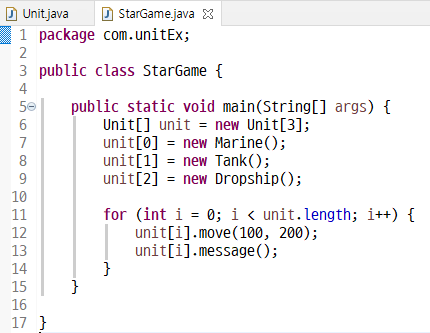 Unit.java StarGame.java
1 package com.unitEx;
2
3 public class StarGame {
4
5 public static void main(String[] args) {
6 Unit[] unit = new Unit[3];
7 unit[0] = new Marine();
8 unit[1] = new Tank();
9 unit[2] = new Dropship();
10
11 for (int i = 0; i < unit.length; i++) {
12 unit[i].move(100, 200);
13 unit[i].message();
14 }
15 }
16
17 }